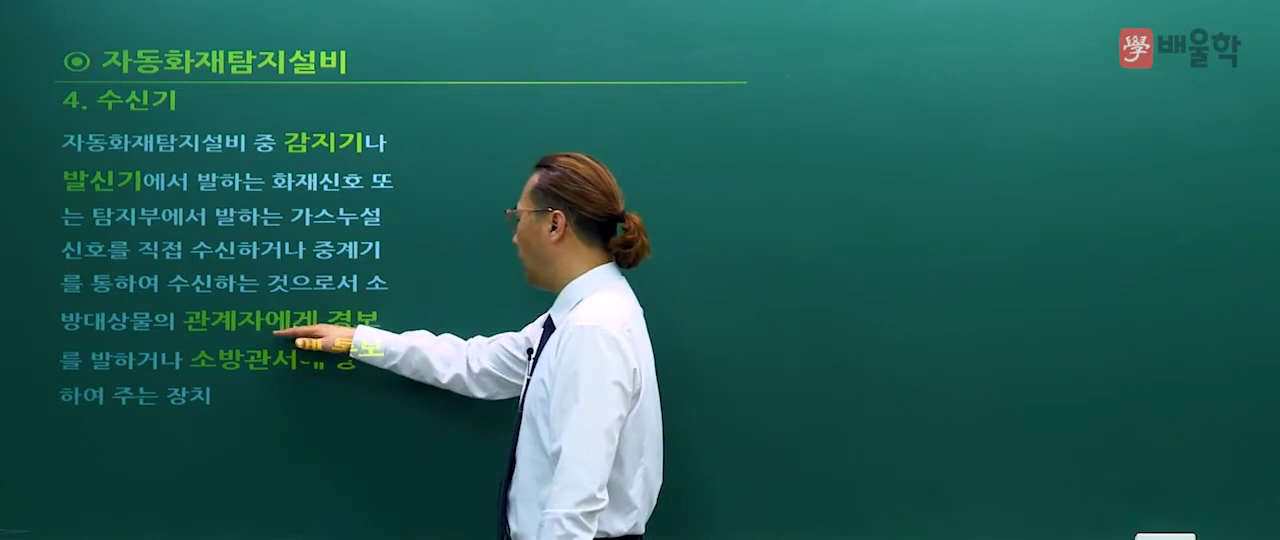 ◉ 자동화재탐지설비
學 배울학
4. 수신기
자동화재탐지설비 중 감지기나
발신기에서 발하는 화재신호 또
는 탐지부에서 발하는 가스누설
신호를 직접 수신하거나 중계기
를 통하여 수신하는 것으로서 소
방대상물의 관계자에게 경보
를 발하거나 소방관서에
하여 주는 장치